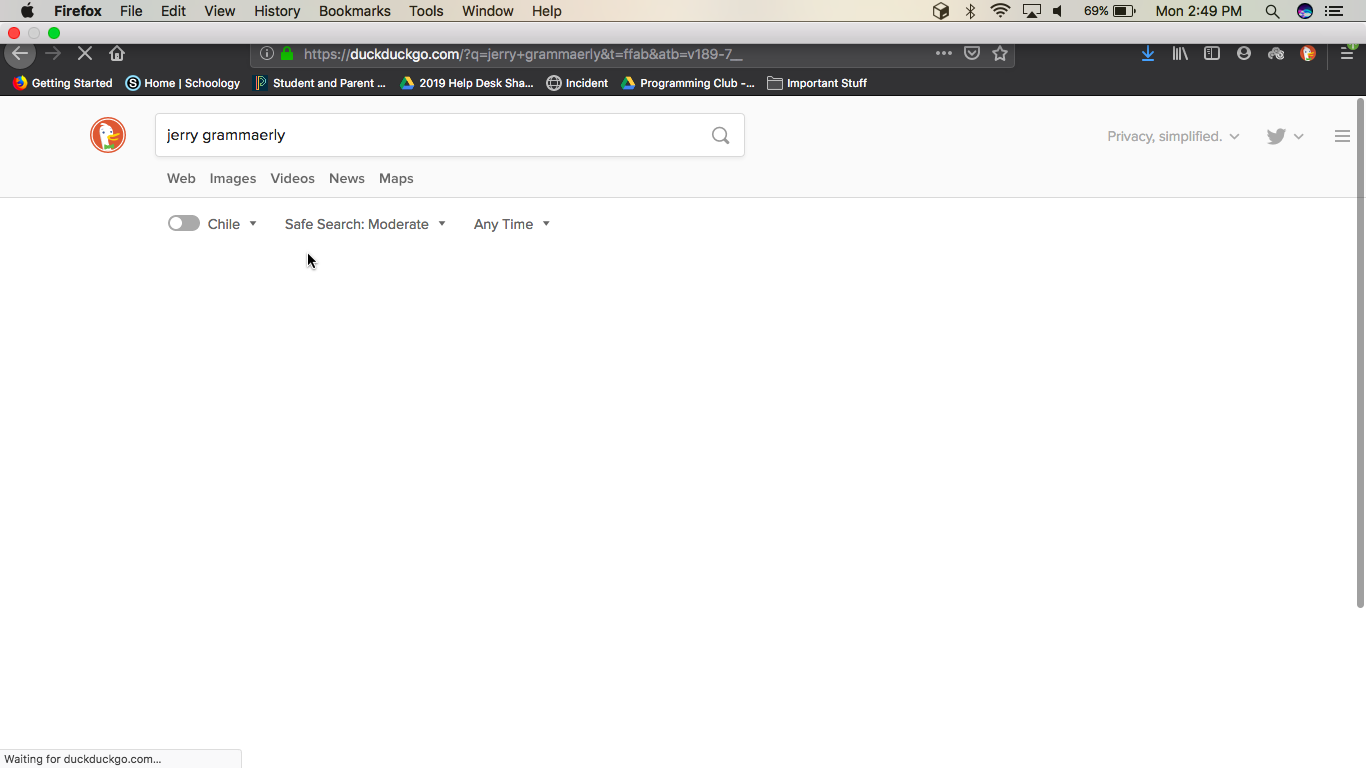 Firefox File Edit View History Bookmarks Tools Window Help 69% Mon 2:49 PM
https://duckduckgo.com/?q=jerry+grammaerly&t=ffab&atb=v189-7__
Getting Started Home | Schoology Student and Parent ... 2019 Help Desk Sha... Incident Programming Club -... Important Stuff
jerry grammaerly
Privacy, simplified.
Web Images Videos News Maps
Chile Safe Search: Moderate Any Time
Waiting for duckduckgo.com...